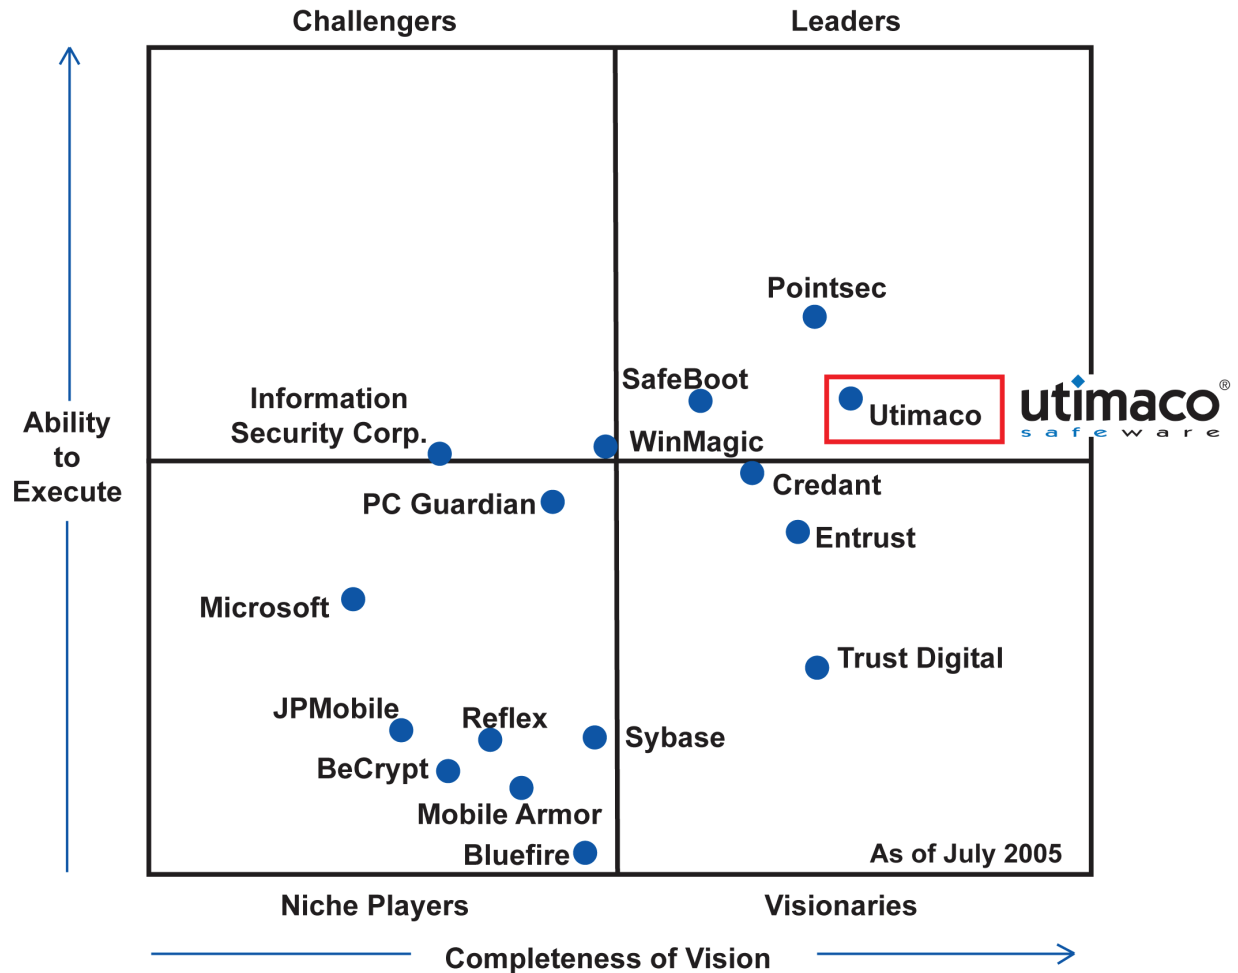 Challengers
Leaders
Pointsec
SafeBoot
Utimaco
utimaco®
safeware
Information
Security Corp.
WinMagic
Ability
to
Execute
Credant
PC Guardian
Entrust
Microsoft
Trust Digital
JPMobile
Reflex
Sybase
BeCrypt
Mobile Armor
Bluefire
As of July 2005
Niche Players
Visionaries
Completeness of Vision